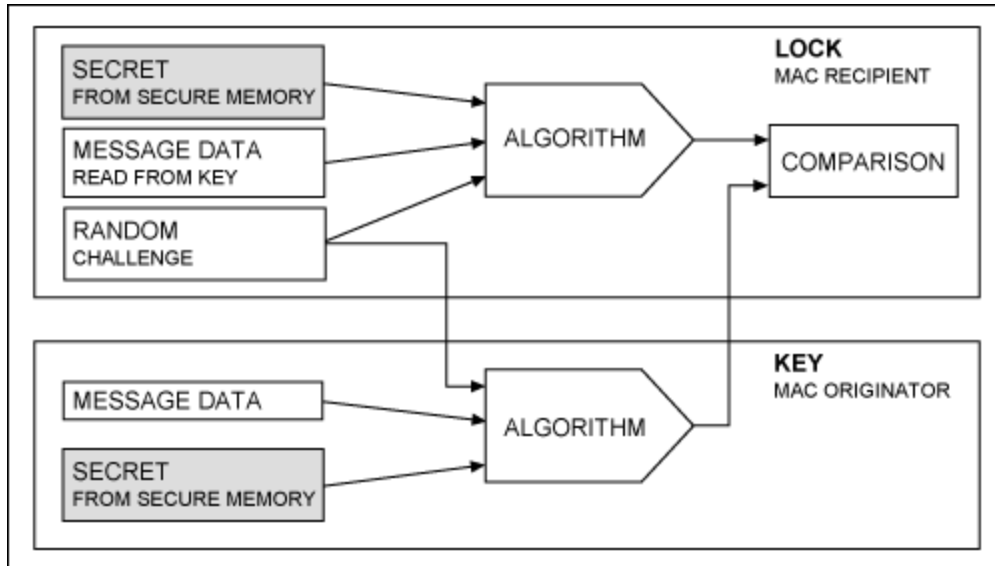 LOCK
MAC RECIPIENT
SECRET
FROM SECURE MEMORY
MESSAGE DATA
READ FROM KEY
RANDOM
CHALLENGE
ALGORITHM
COMPARISON
KEY
MAC ORIGINATOR
MESSAGE DATA
SECRET
FROM SECURE MEMORY
ALGORITHM